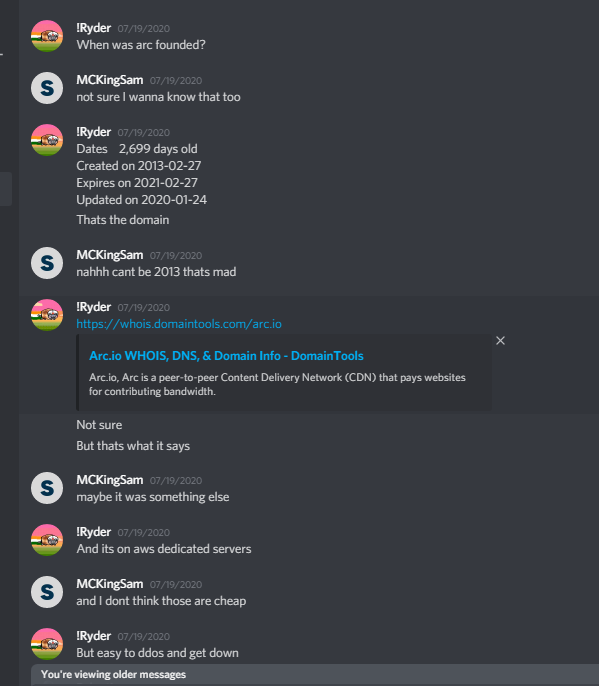 !Ryder 07/19/2020
When was arc founded?
S
MCKingSam 07/19/2020
not sure I wanna know that too
!Ryder 07/19/2020
Dates 2,699 days old
Created on 2013-02-27
Expires on 2021-02-27
Updated on 2020-01-24
Thats the domain
S
MCKingSam 07/19/2020
nahhh cant be 2013 thats mad
!Ryder 07/19/2020
https://whois.domaintools.com/arc.io
Arc.io WHOIS, DNS, & Domain Info - DomainTools
Arc.io, Arc is a peer-to-peer Content Delivery Network (CDN) that pays websites
for contributing bandwidth.
Not sure
But thats what it says
S
MCKingSam 07/19/2020
maybe it was something else
!Ryder 07/19/2020
And its on aws dedicated servers
S
MCKingSam 07/19/2020
and I dont think those are cheap
!Ryder 07/19/2020
But easy to ddos and get down
You're viewing older messages